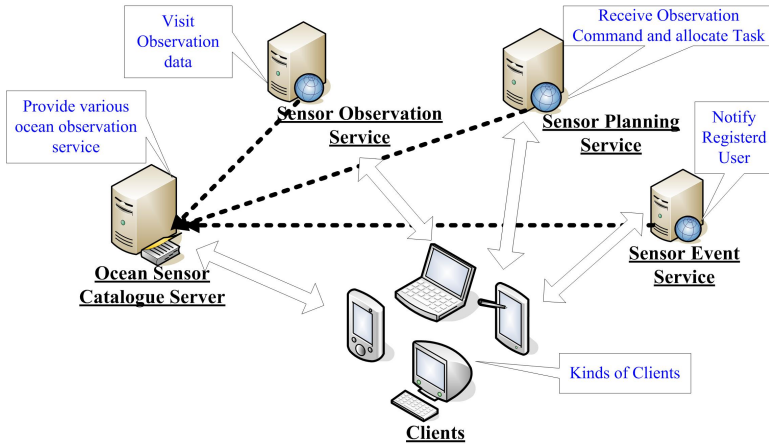 Visit
Observation
data
Receive Observation
Command and allocate Task
Provide various
ocean observation
service
Sensor Observation
Service
Sensor Planning
Service
Notify
Registerd
User
Ocean Sensor
Catalogue Server
Sensor Event
Service
Kinds of Clients
Clients